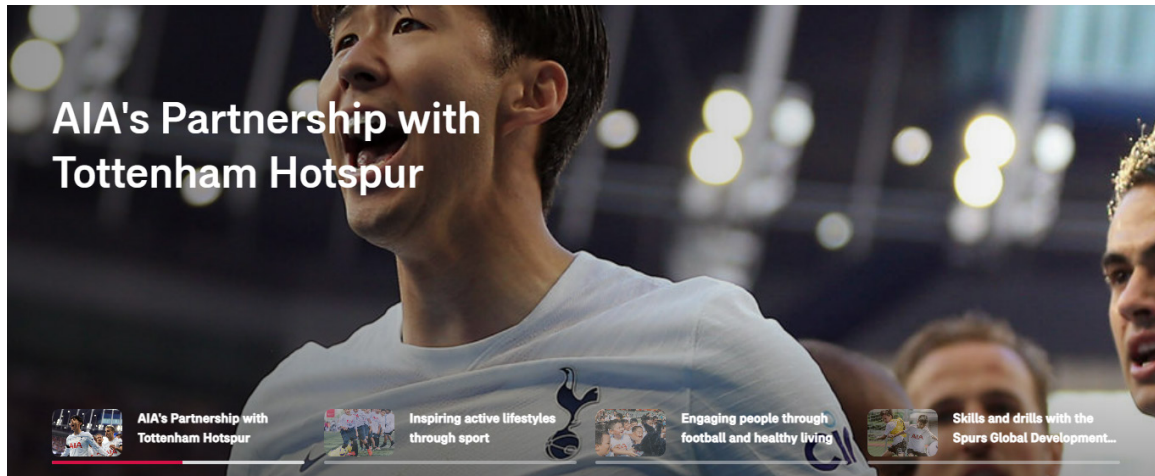 AIA's Partnership with
Tottenham Hotspur
AIA's Partnership with
Tottenham Hotspur
Inspiring active lifestyles
through sport
Engaging people through
football and healthy living
Skills and drills with the
Spurs Global Development...